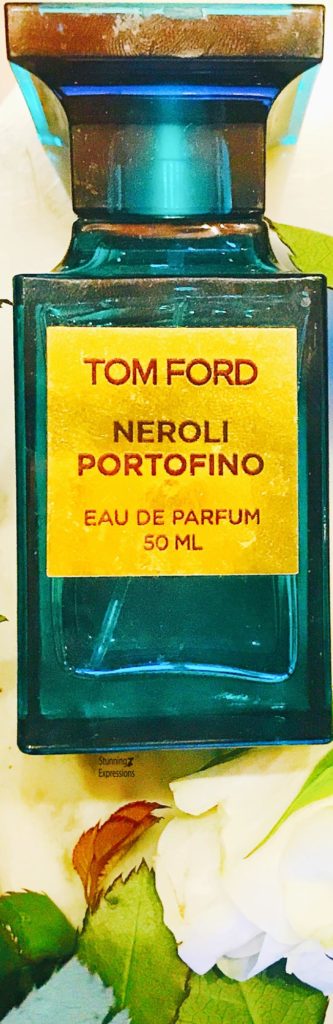 TOM FORD
NEROLI
PORTOFINO
EAU DE PARFUM
50 ML
Stunning
Expressions